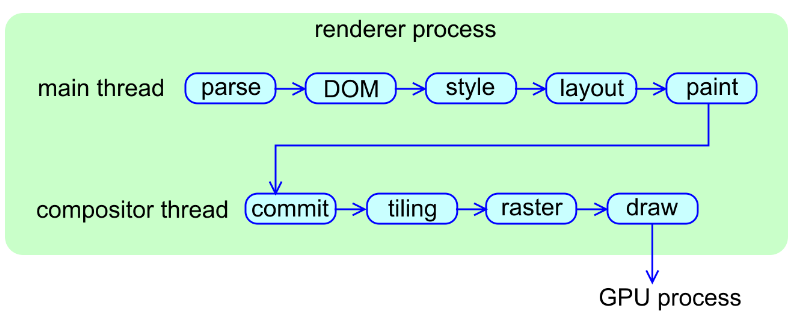 renderer process
main thread parse DOM style layout paint
compositor thread commit tiling raster draw
GPU process